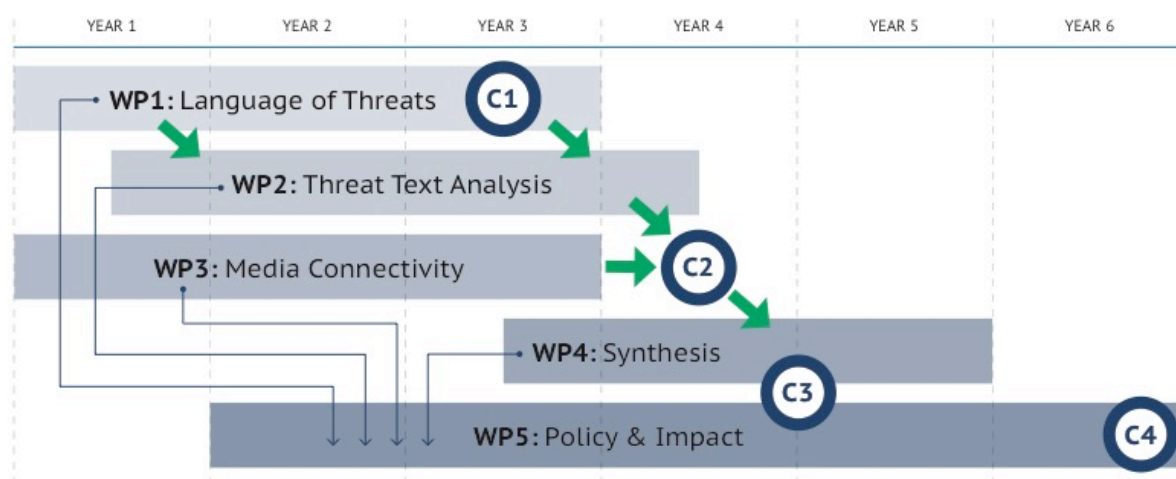 YEAR 1 YEAR 2 YEAR 3 YEAR 4 YEAR 5 YEAR 6
WP1: Language of Threats C1
WP2: Threat Text Analysis
WP3: Media Connectivity C2
WP4: Synthesis
C3
WP5: Policy & Impact C4